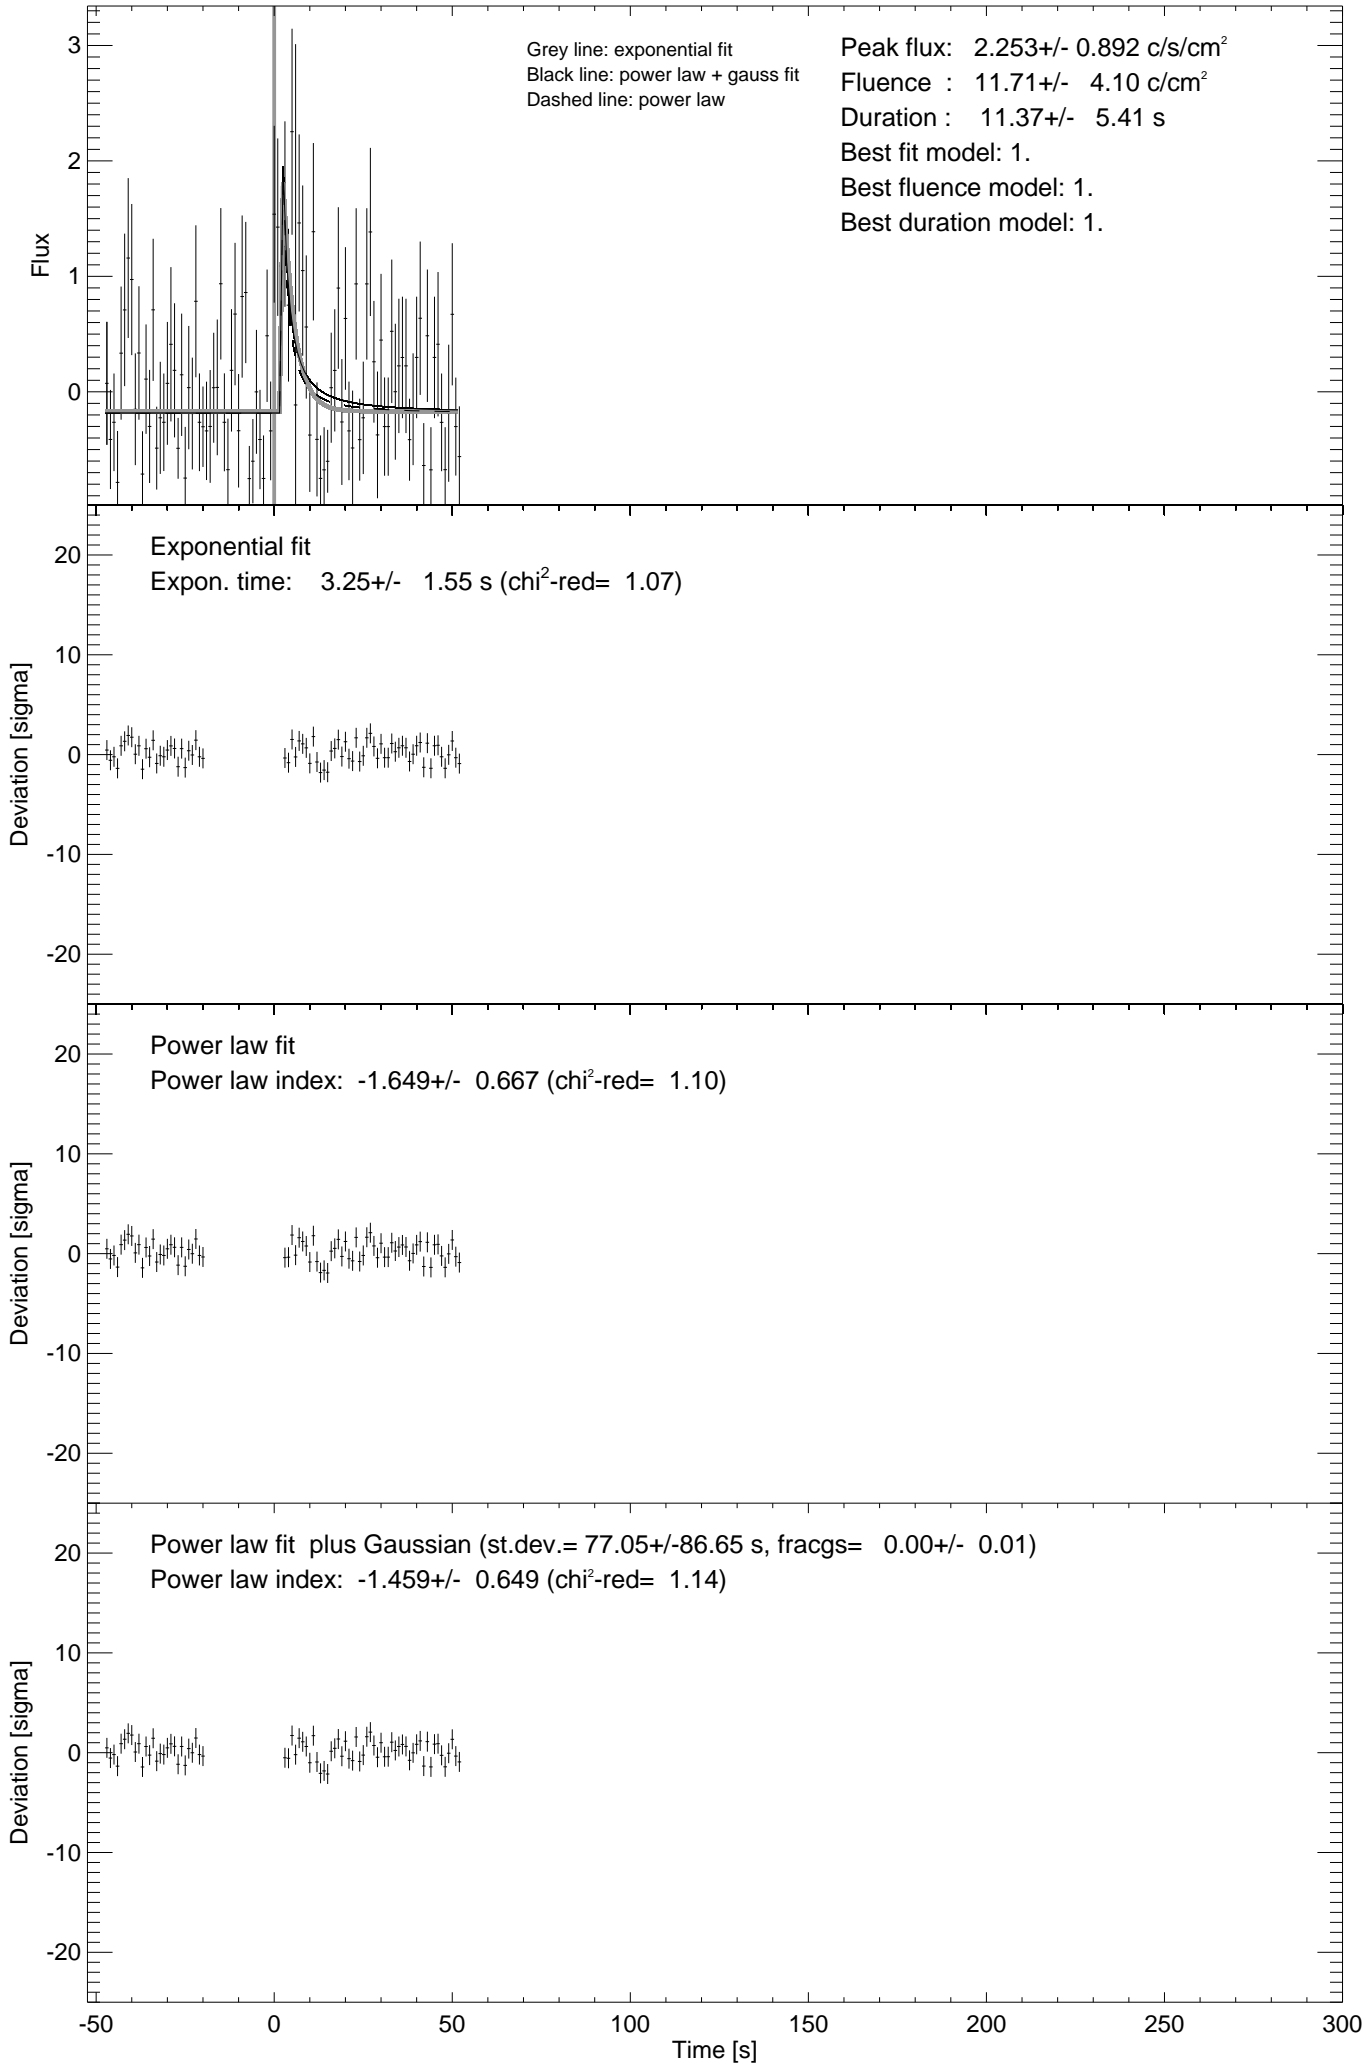 Grey line: exponential fit
Black line: power law + gauss fit
Dashed line: power law
Peak flux: 2.253+/- 0.892 c/s/cm²
Fluence : 11.71+/- 4.10 c/cm²
Duration : 11.37+/- 5.41 s
Best fit model: 1.
Best fluence model: 1.
Best duration model: 1.
3
2
1
0
Flux
Exponential fit
Expon. time: 3.25+/- 1.55 s (chi²-red= 1.07)
20
10
0
-10
-20
Deviation [sigma]
Power law fit
Power law index: -1.649+/- 0.667 (chi²-red= 1.10)
20
10
0
-10
-20
Deviation [sigma]
Power law fit plus Gaussian (st.dev.= 77.05+/-86.65 s, fracgs= 0.00+/- 0.01)
Power law index: -1.459+/- 0.649 (chi²-red= 1.14)
20
10
0
-10
-20
Deviation [sigma]
-50 0 50 100 150 200 250 300
Time [s]